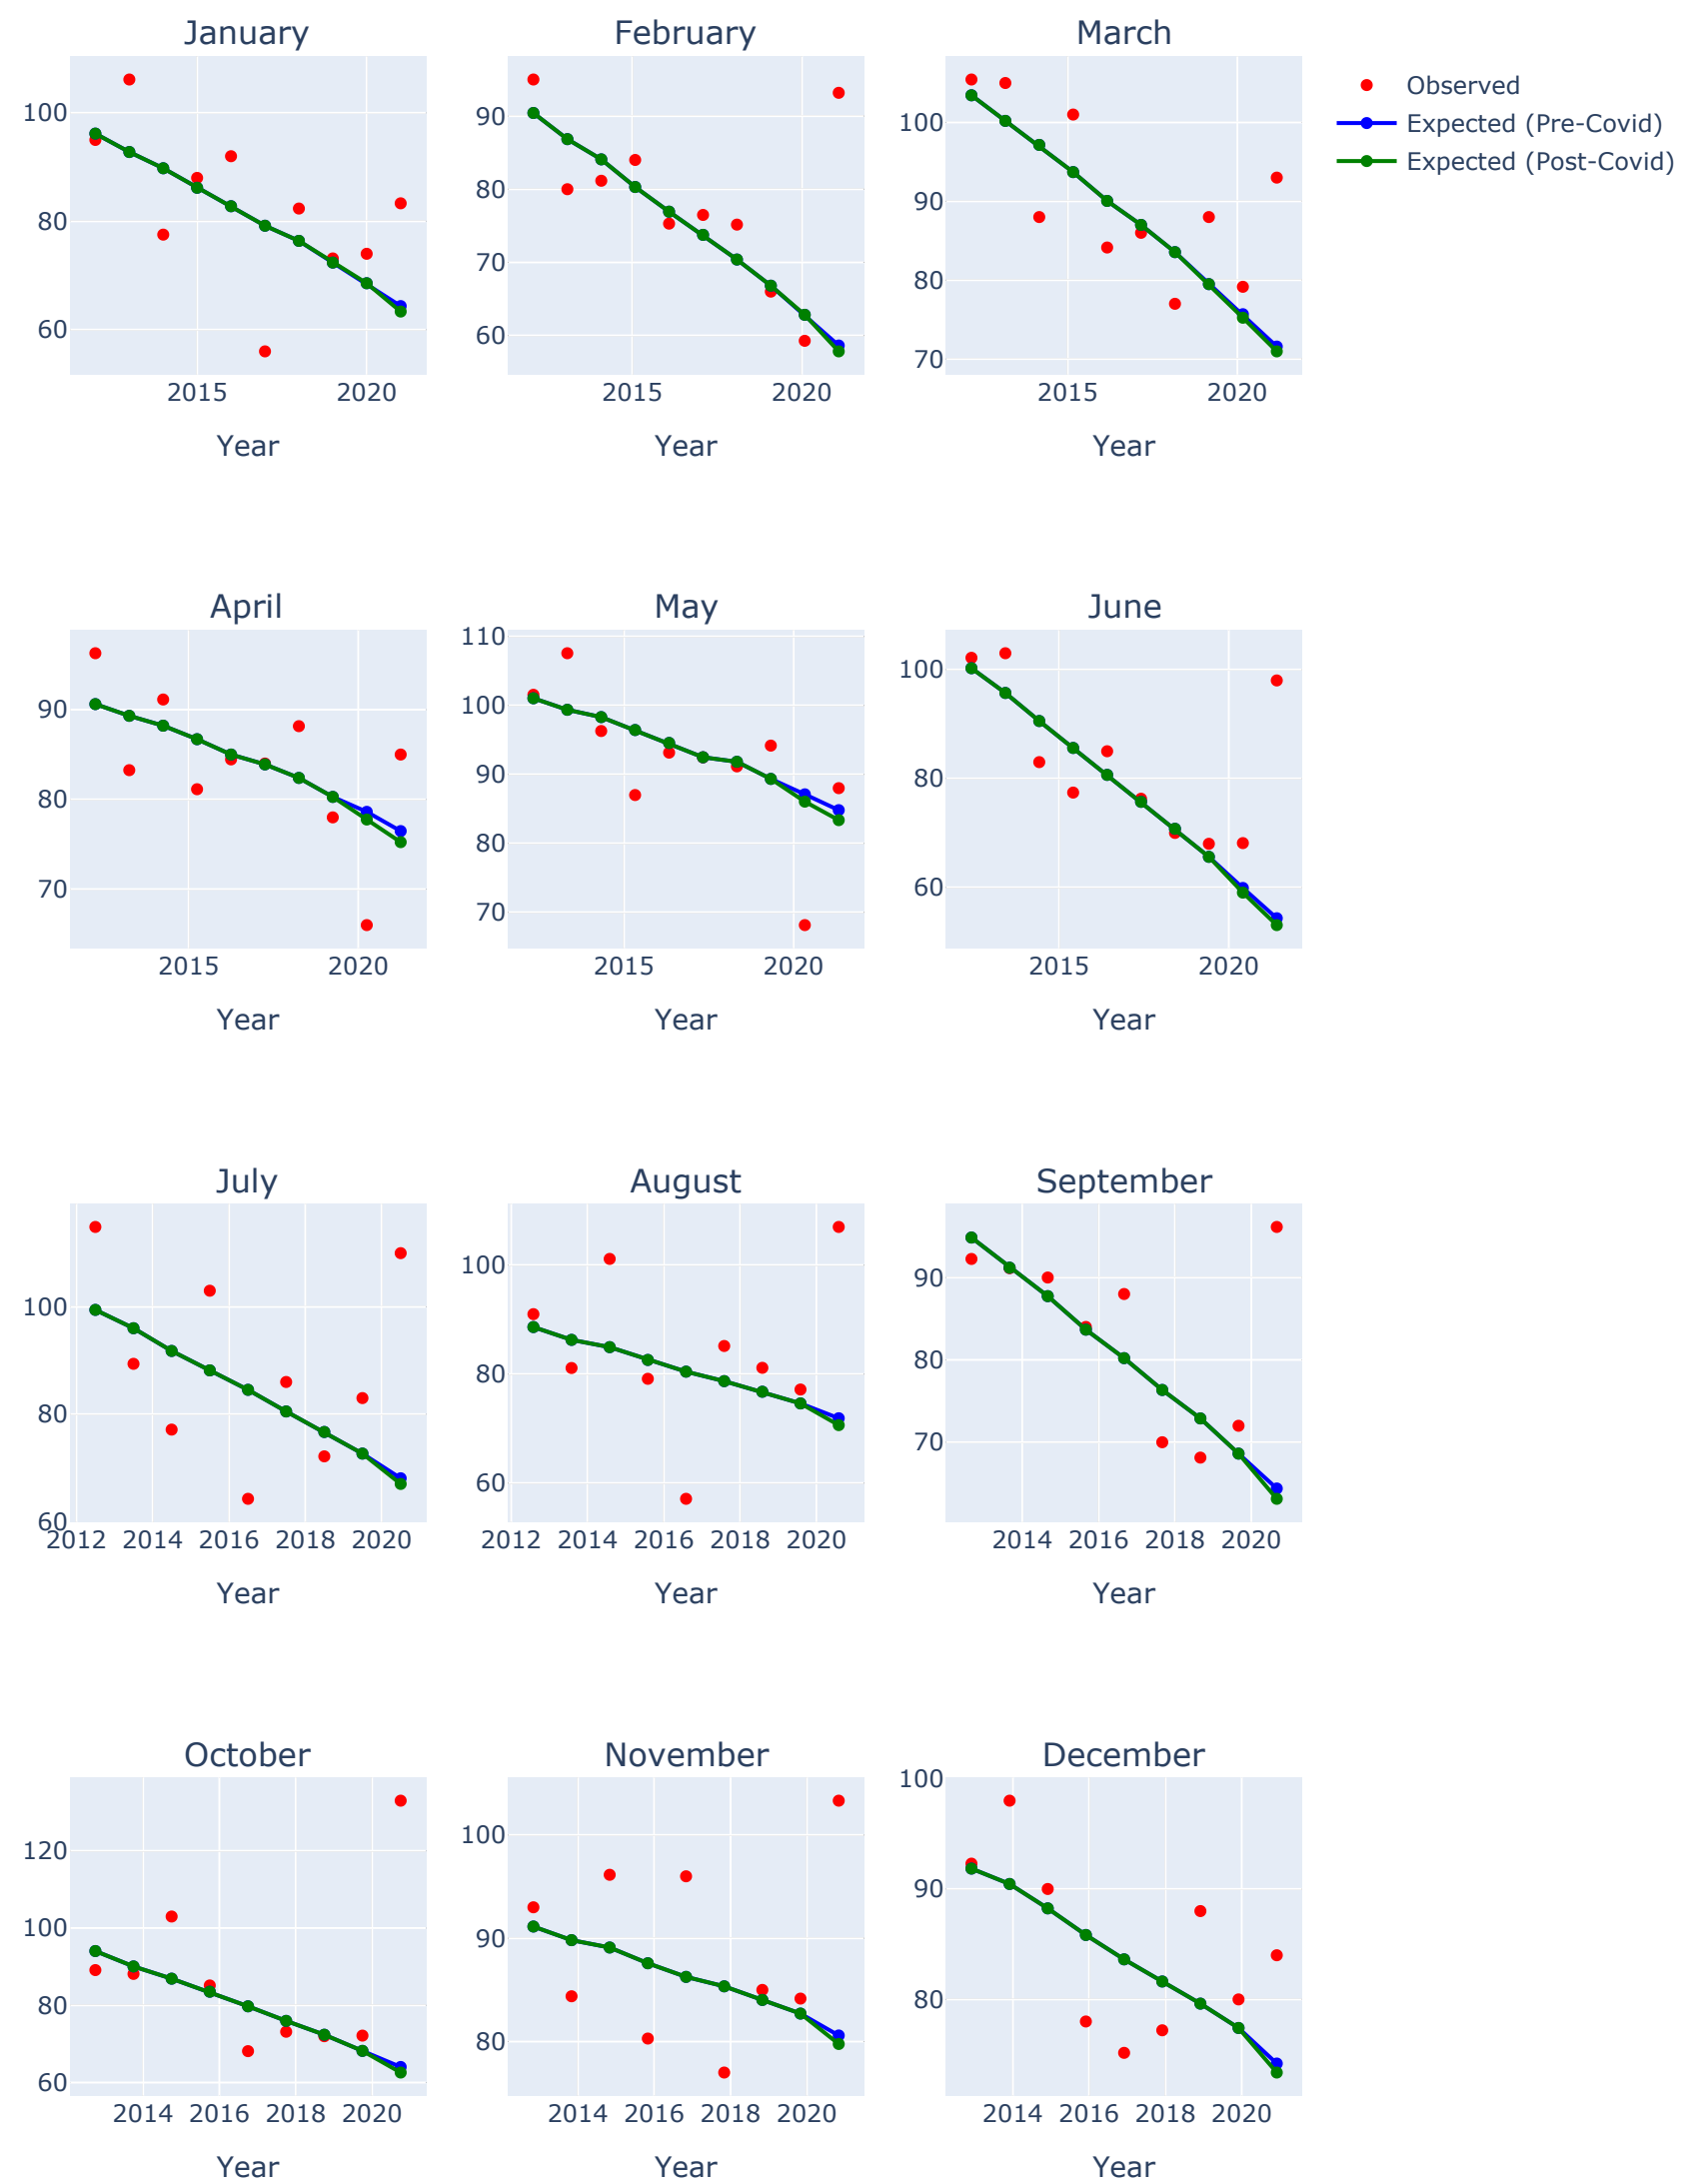 January
February
March
Observed
Expected (Pre-Covid)
Expected (Post-Covid)
100
80
60
2015
2020
Year
90
80
70
60
2015
2020
Year
100
90
80
70
2015
2020
Year
April
May
June
90
80
70
2015
2020
Year
110
100
90
80
70
2015
2020
Year
100
80
60
2015
2020
Year
July
August
September
100
80
60
2012
2014
2016
2018
2020
Year
100
80
60
2012
2014
2016
2018
2020
Year
90
80
70
2014
2016
2018
2020
Year
October
November
December
120
100
80
60
2014
2016
2018
2020
Year
100
90
80
2014
2016
2018
2020
Year
100
90
80
2014
2016
2018
2020
Year